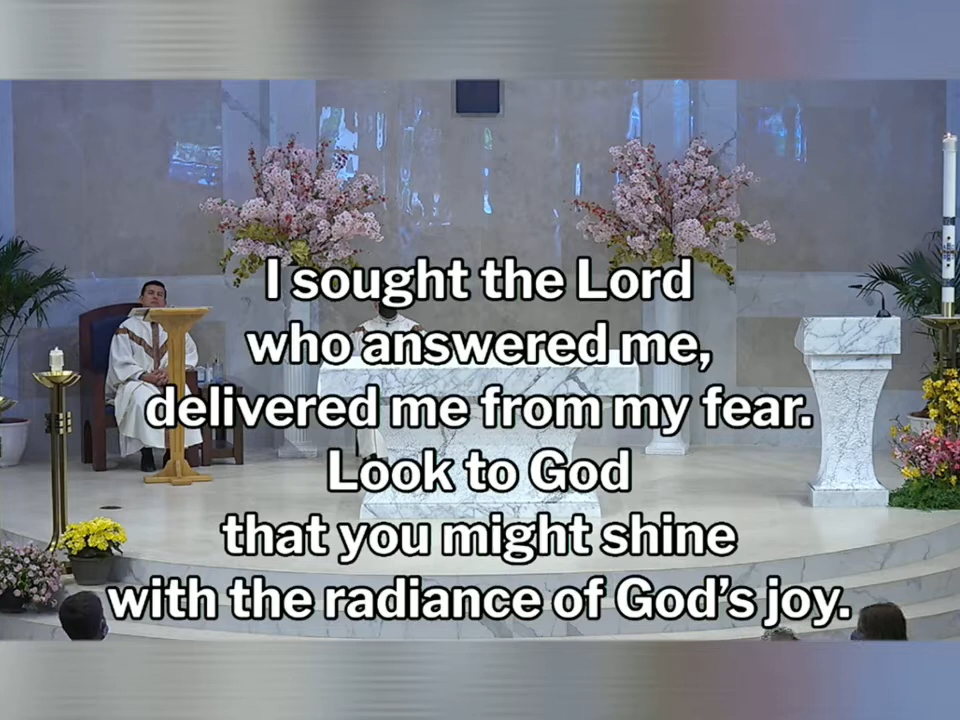 I sought the Lord
who answered me,
delivered me from my fear.
Look to God
that you might shine
with the radiance of God's joy.